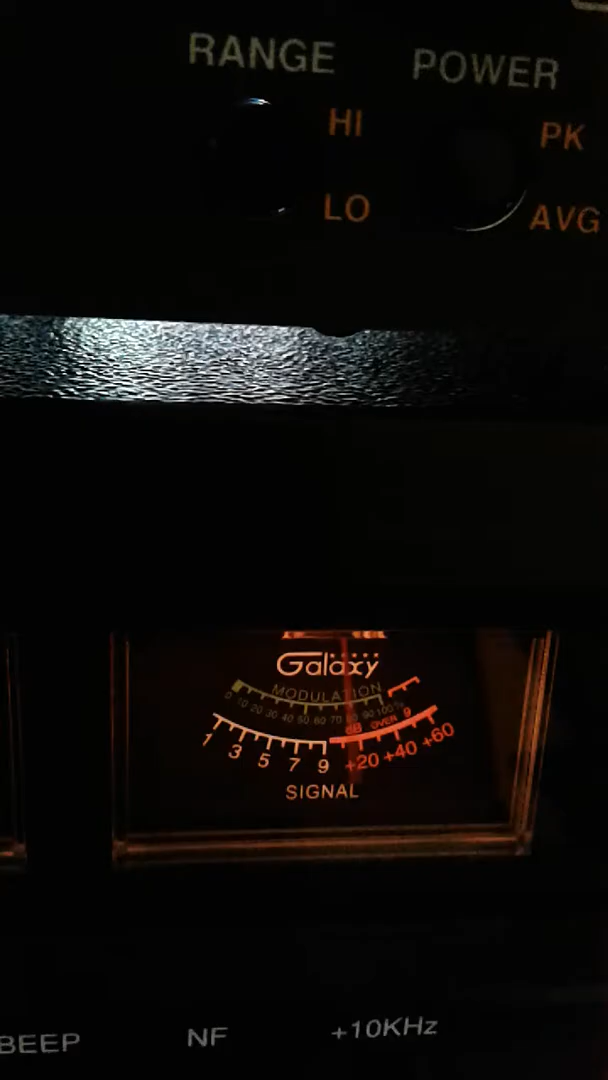 RANGE POWER
HI PK
LO AVG
Galaxy
MODULATION
0 10 20 30 40 50 60 70 80 90 100%
dB OVER 9
1 3 5 7 9 +20 +40 +60
SIGNAL
BEEP NF +10KHz